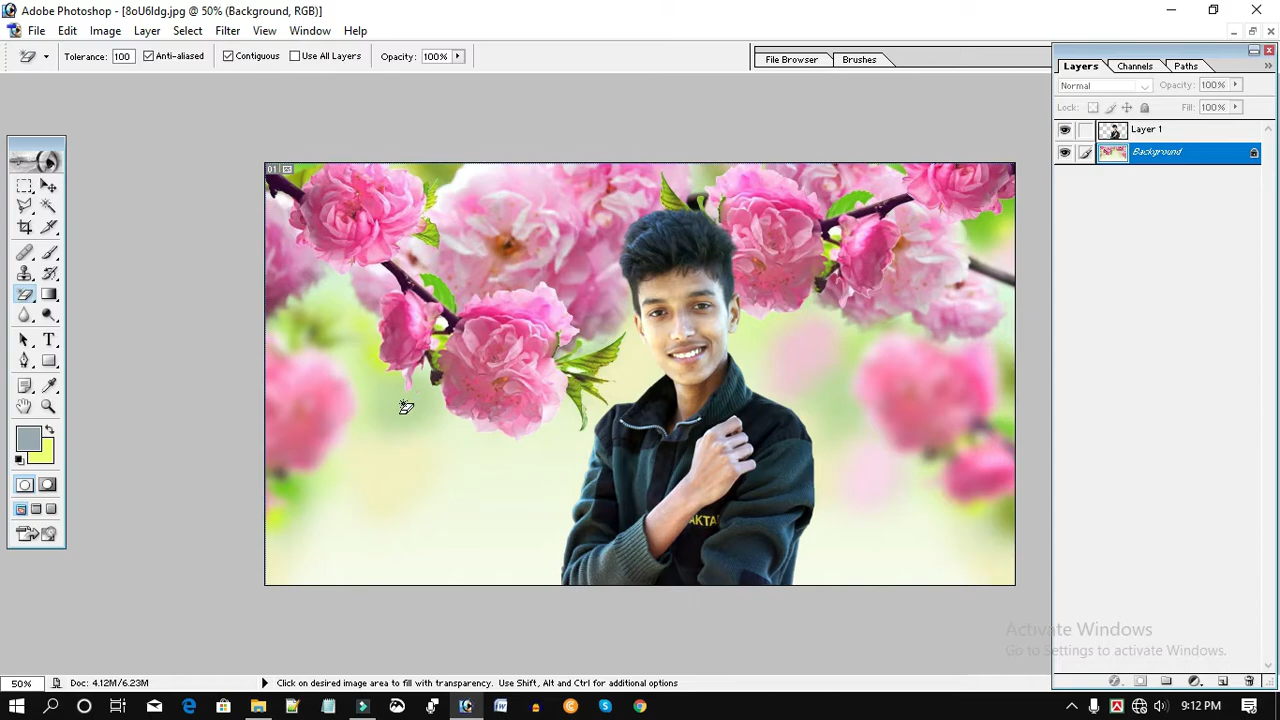 Adobe Photoshop - [8oU6ldg.jpg @ 50% (Background, RGB)]
File Edit Image Layer Select Filter View Window Help
Tolerance: 100 Anti-aliased Contiguous Use All Layers Opacity: 100% File Browser Brushes
Layers Channels Paths
Normal Opacity: 100%
Lock: Fill: 100%
Layer 1
Background
01
AKTA
Activate Windows
Go to Settings to activate Windows.
50% Doc: 4.12M/6.23M Click on desired image area to fill with transparency. Use Shift, Alt and Ctrl for additional options
9:12 PM